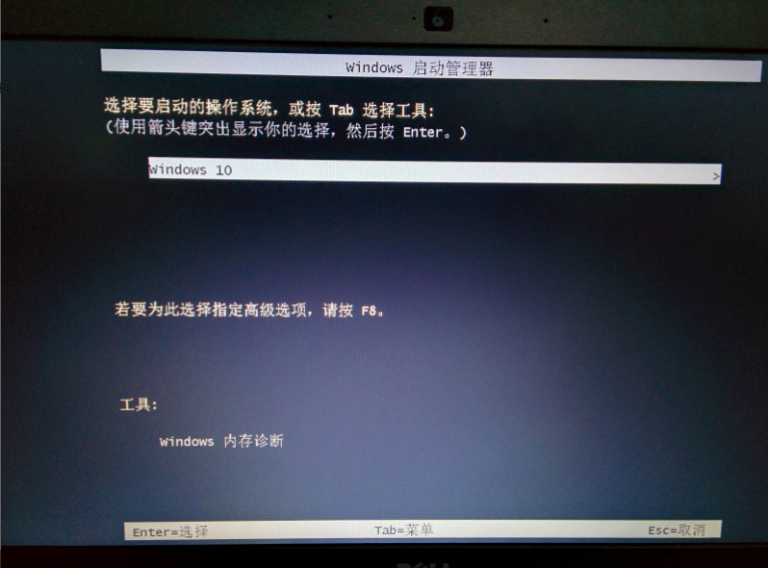 Windows 启动管理器
选择要启动的操作系统，或按 Tab 选择工具:
(使用箭头键突出显示你的选择，然后按 Enter。)
Windows 10 >
若要为此选择指定高级选项，请按 F8。
工具:
Windows 内存诊断
Enter=选择 Tab=菜单 Esc=取消
DELL